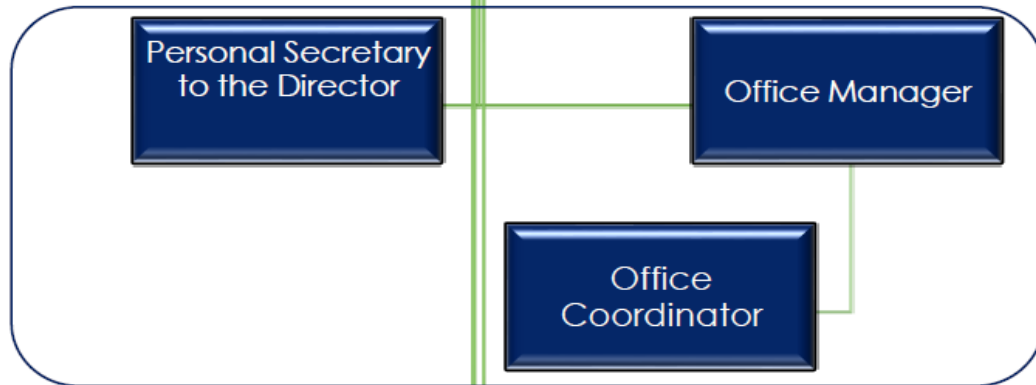 Personal Secretary
to the Director
Office Manager
Office
Coordinator